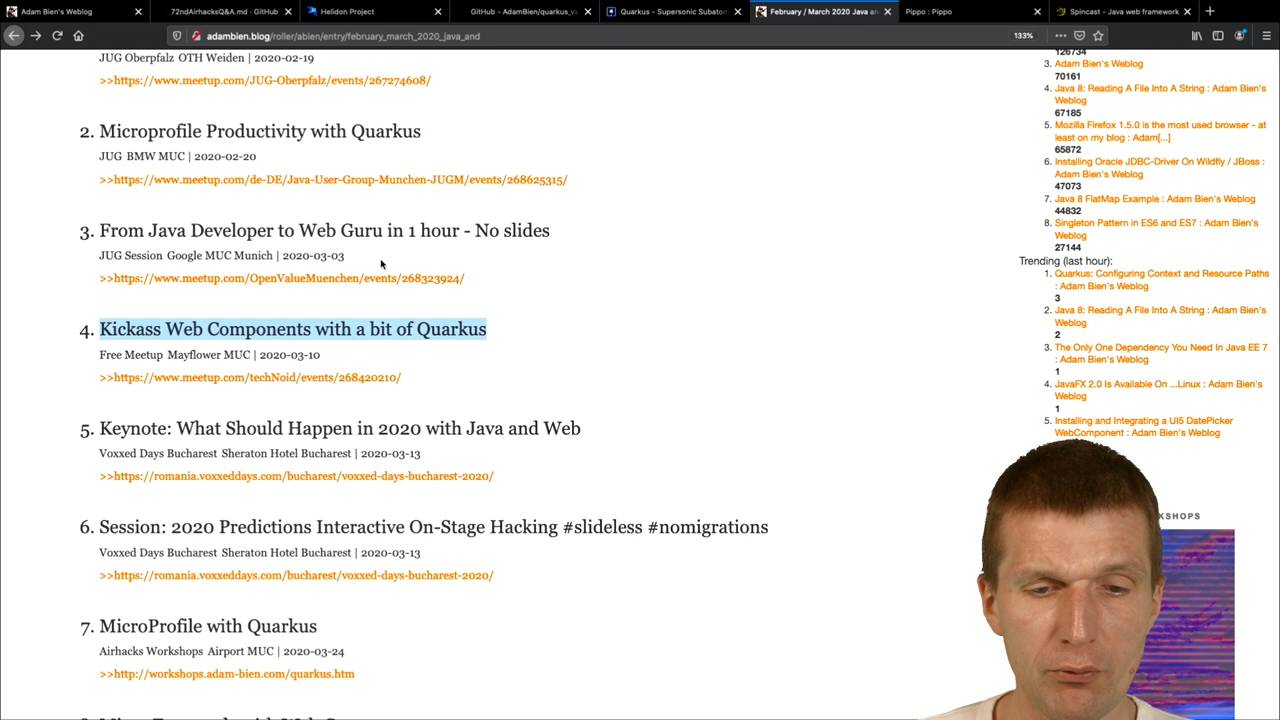 Adam Bien's Weblog
72ndAirhacksQ&A.md · GitHub
Helidon Project
GitHub - AdamBien/quarkus_vs
Quarkus - Supersonic Subatom
February / March 2020 Java and
Pippo : Pippo
Spincast - Java web framework
adambien.blog/roller/abien/entry/february_march_2020_java_and
133%
JUG Oberpfalz OTH Weiden | 2020-02-19
>>https://www.meetup.com/JUG-Oberpfalz/events/267274608/
2. Microprofile Productivity with Quarkus
JUG BMW MUC | 2020-02-20
>>https://www.meetup.com/de-DE/Java-User-Group-Munchen-JUGM/events/268625315/
3. From Java Developer to Web Guru in 1 hour - No slides
JUG Session Google MUC Munich | 2020-03-03
>>https://www.meetup.com/OpenValueMuenchen/events/268323924/
4. Kickass Web Components with a bit of Quarkus
Free Meetup Mayflower MUC | 2020-03-10
>>https://www.meetup.com/techNoid/events/268420210/
5. Keynote: What Should Happen in 2020 with Java and Web
Voxxed Days Bucharest Sheraton Hotel Bucharest | 2020-03-13
>>https://romania.voxxeddays.com/bucharest/voxxed-days-bucharest-2020/
6. Session: 2020 Predictions Interactive On-Stage Hacking #slideless #nomigrations
Voxxed Days Bucharest Sheraton Hotel Bucharest | 2020-03-13
>>https://romania.voxxeddays.com/bucharest/voxxed-days-bucharest-2020/
7. MicroProfile with Quarkus
Airhacks Workshops Airport MUC | 2020-03-24
>>http://workshops.adam-bien.com/quarkus.htm
126734
3. Adam Bien's Weblog
70161
4. Java 8: Reading A File Into A String : Adam Bien's
Weblog
67185
5. Mozilla Firefox 1.5.0 is the most used browser - at
least on my blog : Adam[...]
65872
6. Installing Oracle JDBC-Driver On Wildfly / JBoss :
Adam Bien's Weblog
47073
7. Java 8 FlatMap Example : Adam Bien's Weblog
44832
8. Singleton Pattern in ES6 and ES7 : Adam Bien's
Weblog
27144
Trending (last hour):
1. Quarkus: Configuring Context and Resource Paths
: Adam Bien's Weblog
3
2. Java 8: Reading A File Into A String : Adam Bien's
Weblog
2
3. The Only One Dependency You Need In Java EE 7
: Adam Bien's Weblog
1
4. JavaFX 2.0 Is Available On ...Linux : Adam Bien's
Weblog
1
5. Installing and Integrating a UI5 DatePicker
WebComponent : Adam Bien's Weblog
KSHOPS